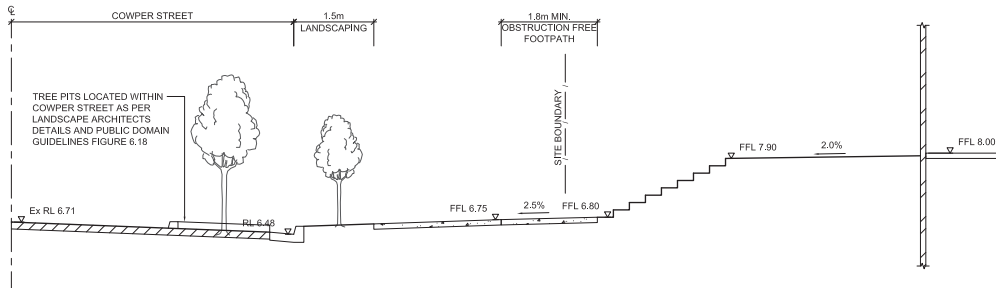 ℄
COWPER STREET
1.5m
LANDSCAPING
1.8m MIN.
OBSTRUCTION FREE
FOOTPATH
TREE PITS LOCATED WITHIN
COWPER STREET AS PER
LANDSCAPE ARCHITECTS
DETAILS AND PUBLIC DOMAIN
GUIDELINES FIGURE 6.18
SITE BOUNDARY
FFL 7.90
2.0%
FFL 8.00
Ex RL 6.71
RL 6.48
FFL 6.75
2.5%
FFL 6.80